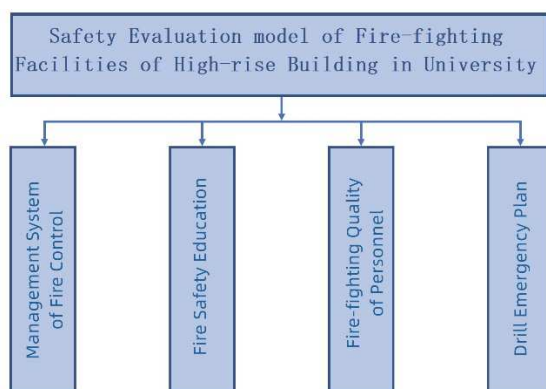 Safety Evaluation model of Fire-fighting
Facilities of High-rise Building in University
Management System
of Fire Control
Fire Safety Education
Fire-fighting Quality
of Personnel
Drill Emergency Plan